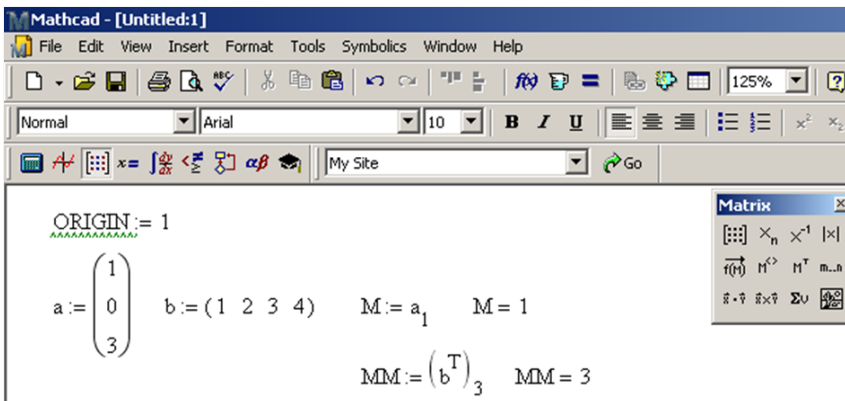 Mathcad - [Untitled:1]
File Edit View Insert Format Tools Symbolics Window Help
125%
Normal Arial 10 B I U
My Site Go
Matrix
ORIGIN := 1
a := (1 0 3) b := (1 2 3 4) M := a₁ M = 1
MM := (bᵀ)₃ MM = 3